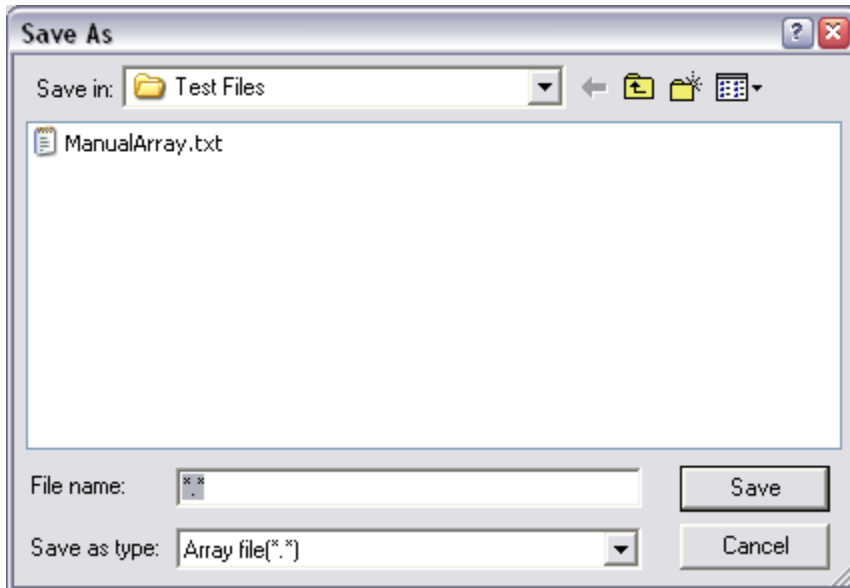 Save As
Save in: Test Files
ManualArray.txt
File name: *.* Save
Save as type: Array file(*.*) Cancel